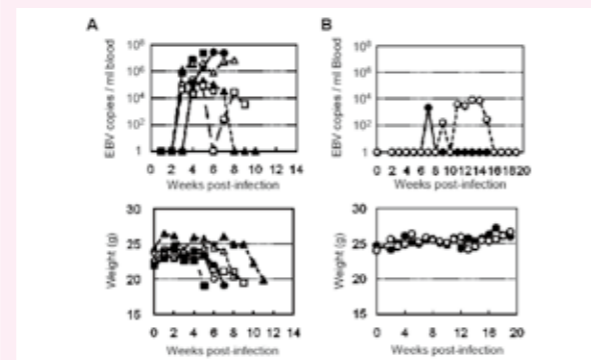 A
EBV copies / ml Blood
10⁸
10⁶
10⁴
10²
1
0 2 4 6 8 10 12 14
Weeks post-infection
Weight (g)
30
25
20
15
0 2 4 6 8 10 12 14
Weeks post-infection
B
EBV copies / ml Blood
10⁸
10⁶
10⁴
10²
1
0 2 4 6 8 10 12 14 16 18 20
Weeks post-infection
Weight (g)
30
25
20
15
0 4 8 12 16 20
Weeks post-infection